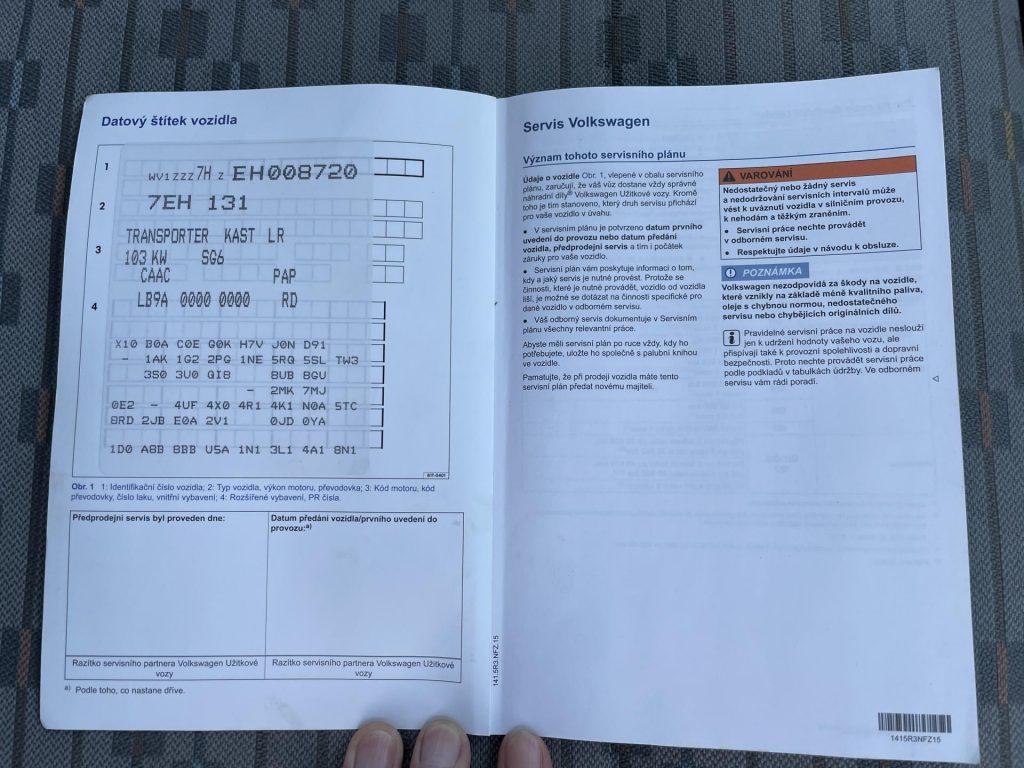 Datový štítek vozidla
1
WV1ZZZ7H Z EH008720
2
7EH 131
TRANSPORTER KAST LR
3
103 KW SG6
CAAC PAP
4
LB9A 0000 0000 RD
X10 B0A C0E G0K H7V J0N D91
- 1AK 1G2 2PG 1NE 5RG 5SL TW3
3S0 3U0 QI8 8UB 8GU
- 2MK 7MJ
0E2 - 4UF 4X0 4R1 4K1 N0A 5TC
8RD 2JB E0A 2V1 0JD 0YA
1D0 A8B 8BB U5A 1N1 3L1 4A1 8N1
B1T-0401
Obr. 1 1: Identifikační číslo vozidla; 2: Typ vozidla, výkon motoru, převodovka; 3: Kód motoru, kód
převodovky, číslo laku, vnitřní vybavení; 4: Rozšířené vybavení, PR čísla.
Předprodejní servis byl proveden dne:
Datum předání vozidla/prvního uvedení do
provozu:a)
Razítko servisního partnera Volkswagen Užitkové
vozy
Razítko servisního partnera Volkswagen Užitkové
vozy
a) Podle toho, co nastane dříve.
141.5R3.NFZ.15
Servis Volkswagen
Význam tohoto servisního plánu
Údaje o vozidle Obr. 1, vlepené v obalu servisního
plánu, zaručují, že váš vůz dostane vždy správné
náhradní díly® Volkswagen Užitkové vozy. Kromě
toho je tím stanoveno, který druh servisu přichází
pro vaše vozidlo v úvahu.
● V servisním plánu je potvrzeno datum prvního
uvedení do provozu nebo datum předání
vozidla, předprodejní servis a tím i počátek
záruky pro vaše vozidlo.
● Servisní plán vám poskytuje informaci o tom,
kdy a jaký servis je nutné provést. Protože se
činnosti, které je nutné provádět, vozidlo od vozidla
liší, je možné se dotázat na činnosti specifické pro
dané vozidlo v odborném servisu.
● Váš odborný servis dokumentuje v Servisním
plánu všechny relevantní práce.
Abyste měli servisní plán po ruce vždy, kdy ho
potřebujete, uložte ho společně s palubní knihou
ve vozidle.
Pamatujte, že při prodeji vozidla máte tento
servisní plán předat novému majiteli.
VAROVÁNÍ
Nedostatečný nebo žádný servis
a nedodržování servisních intervalů může
vést k uváznutí vozidla v silničním provozu,
k nehodám a těžkým zraněním.
● Servisní práce nechte provádět
v odborném servisu.
● Respektujte údaje v návodu k obsluze.
POZNÁMKA
Volkswagen nezodpovídá za škody na vozidle,
které vznikly na základě méně kvalitního paliva,
oleje s chybnou normou, nedostatečného
servisu nebo chybějících originálních dílů.
Pravidelné servisní práce na vozidle neslouží
jen k udržení hodnoty vašeho vozu, ale
přispívají také k provozní spolehlivosti a dopravní
bezpečnosti. Proto nechte provádět servisní práce
podle podkladů v tabulkách údržby. Ve odborném
servisu vám rádi poradí.
1415R3NFZ15